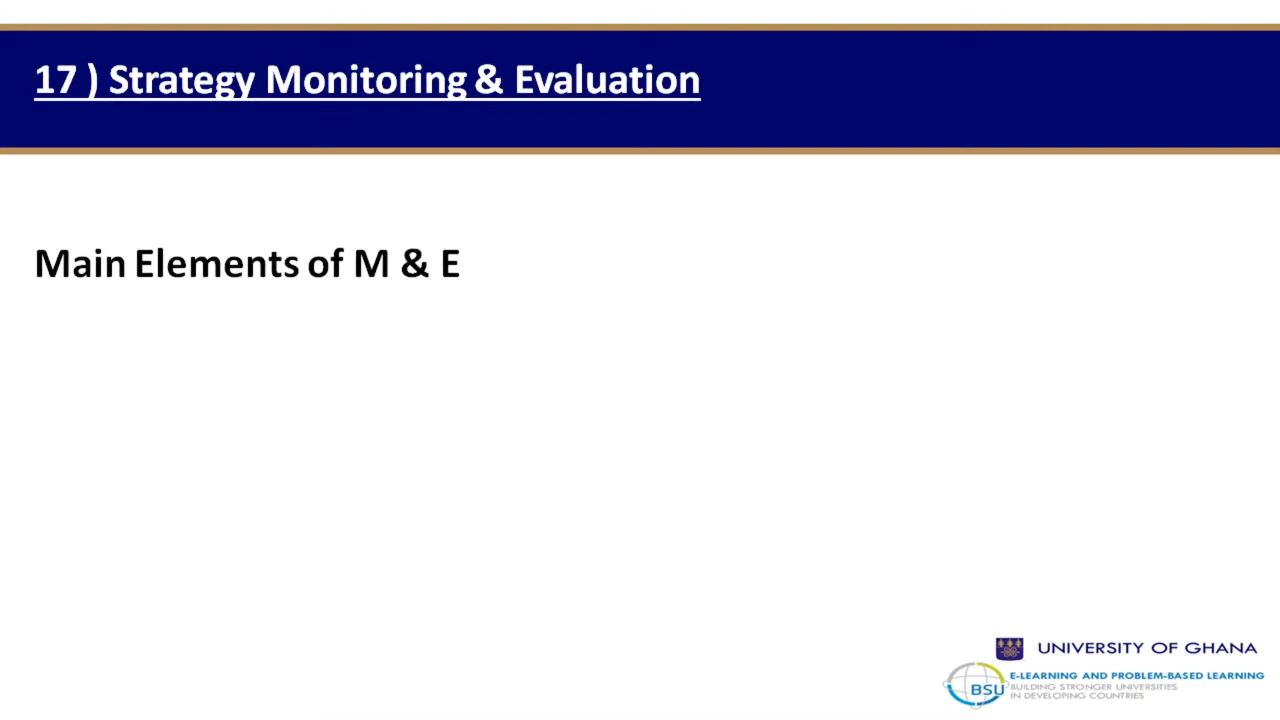 17 ) Strategy Monitoring & Evaluation
Main Elements of M & E
UNIVERSITY OF GHANA
BSU
E-LEARNING AND PROBLEM-BASED LEARNING
BUILDING STRONGER UNIVERSITIES
IN DEVELOPING COUNTRIES